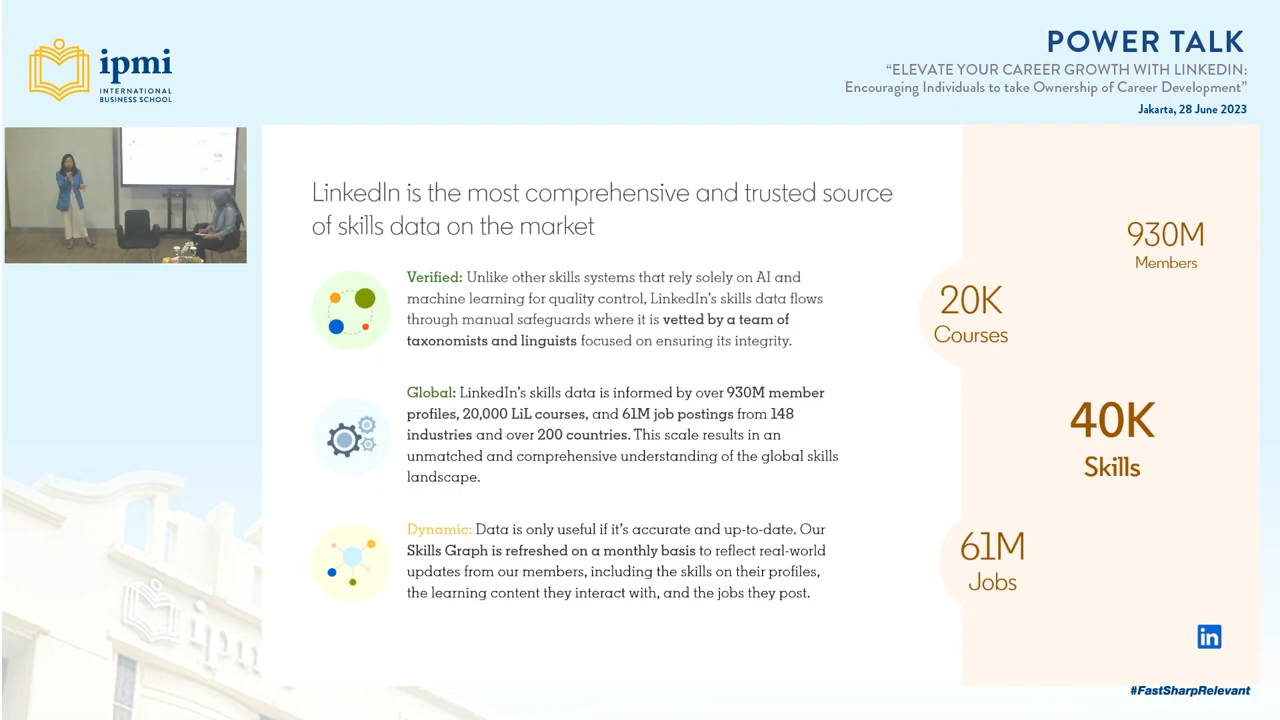 ipmi
INTERNATIONAL
BUSINESS SCHOOL
POWER TALK
“ELEVATE YOUR CAREER GROWTH WITH LINKEDIN:
Encouraging Individuals to take Ownership of Career Development”
Jakarta, 28 June 2023
LinkedIn is the most comprehensive and trusted source
of skills data on the market
Verified: Unlike other skills systems that rely solely on AI and
machine learning for quality control, LinkedIn’s skills data flows
through manual safeguards where it is vetted by a team of
taxonomists and linguists focused on ensuring its integrity.
Global: LinkedIn’s skills data is informed by over 930M member
profiles, 20,000 LiL courses, and 61M job postings from 148
industries and over 200 countries. This scale results in an
unmatched and comprehensive understanding of the global skills
landscape.
Dynamic: Data is only useful if it’s accurate and up-to-date. Our
Skills Graph is refreshed on a monthly basis to reflect real-world
updates from our members, including the skills on their profiles,
the learning content they interact with, and the jobs they post.
930M
Members
20K
Courses
40K
Skills
61M
Jobs
in
ipmi
#FastSharpRelevant